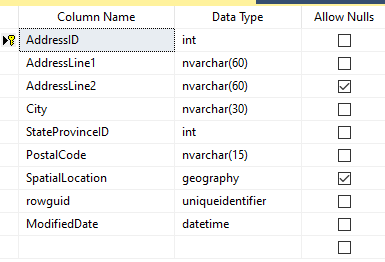 Column Name Data Type Allow Nulls
AddressID int
AddressLine1 nvarchar(60)
AddressLine2 nvarchar(60)
City nvarchar(30)
StateProvinceID int
PostalCode nvarchar(15)
SpatialLocation geography
rowguid uniqueidentifier
ModifiedDate datetime